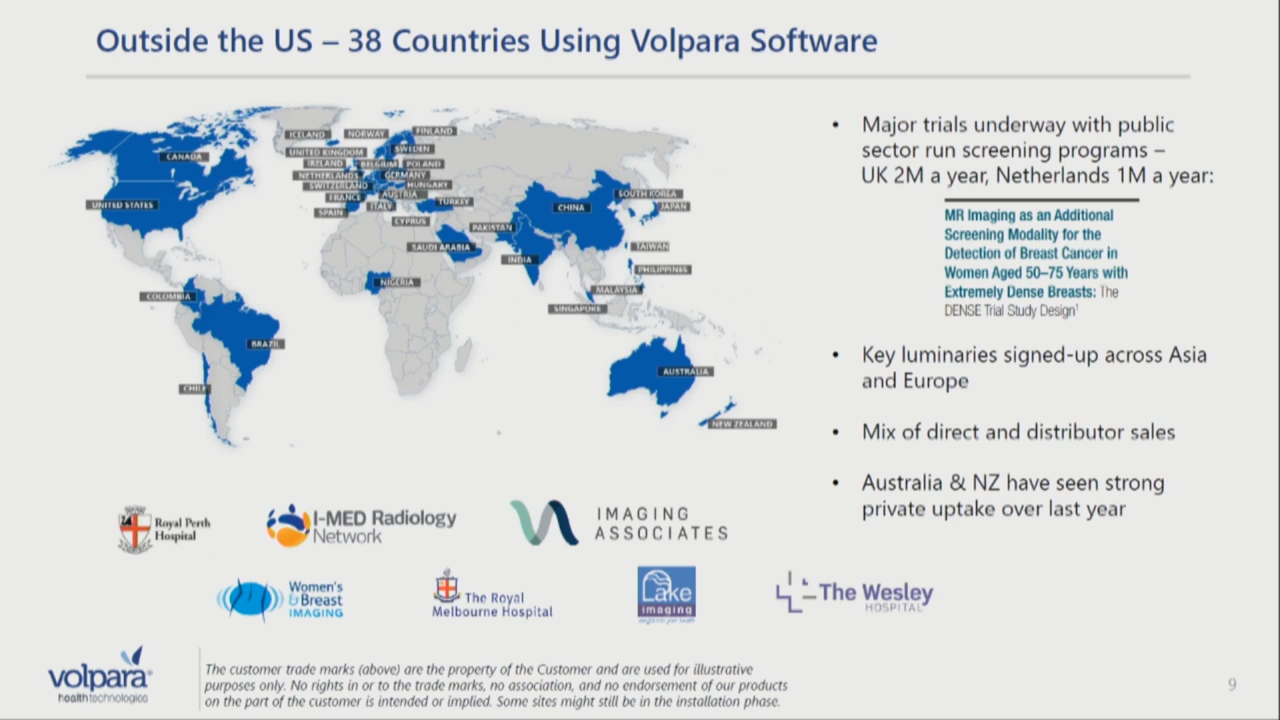 Outside the US – 38 Countries Using Volpara Software
ICELAND
NORWAY
FINLAND
CANADA
UNITED KINGDOM
SWEDEN
IRELAND
BELGIUM
POLAND
NETHERLANDS
GERMANY
SWITZERLAND
HUNGARY
FRANCE
AUSTRIA
ITALY
TURKEY
SPAIN
CYPRUS
UNITED STATES
CHINA
SOUTH KOREA
JAPAN
PAKISTAN
SAUDI ARABIA
TAIWAN
INDIA
PHILIPPINES
NIGERIA
MALAYSIA
COLOMBIA
SINGAPORE
BRAZIL
AUSTRALIA
CHILE
NEW ZEALAND
• Major trials underway with public
sector run screening programs –
UK 2M a year, Netherlands 1M a year:
MR Imaging as an Additional
Screening Modality for the
Detection of Breast Cancer in
Women Aged 50–75 Years with
Extremely Dense Breasts: The
DENSE Trial Study Design¹
• Key luminaries signed-up across Asia
and Europe
• Mix of direct and distributor sales
• Australia & NZ have seen strong
private uptake over last year
Royal Perth
Hospital
I-MED Radiology
Network
IMAGING
ASSOCIATES
Women's
& Breast
IMAGING
The Royal
Melbourne Hospital
Lake
imaging
The Wesley
HOSPITAL
volpara
healthtechnologies
The customer trade marks (above) are the property of the Customer and are used for illustrative
purposes only. No rights in or to the trade marks, no association, and no endorsement of our products
on the part of the customer is intended or implied. Some sites might still be in the installation phase.
9